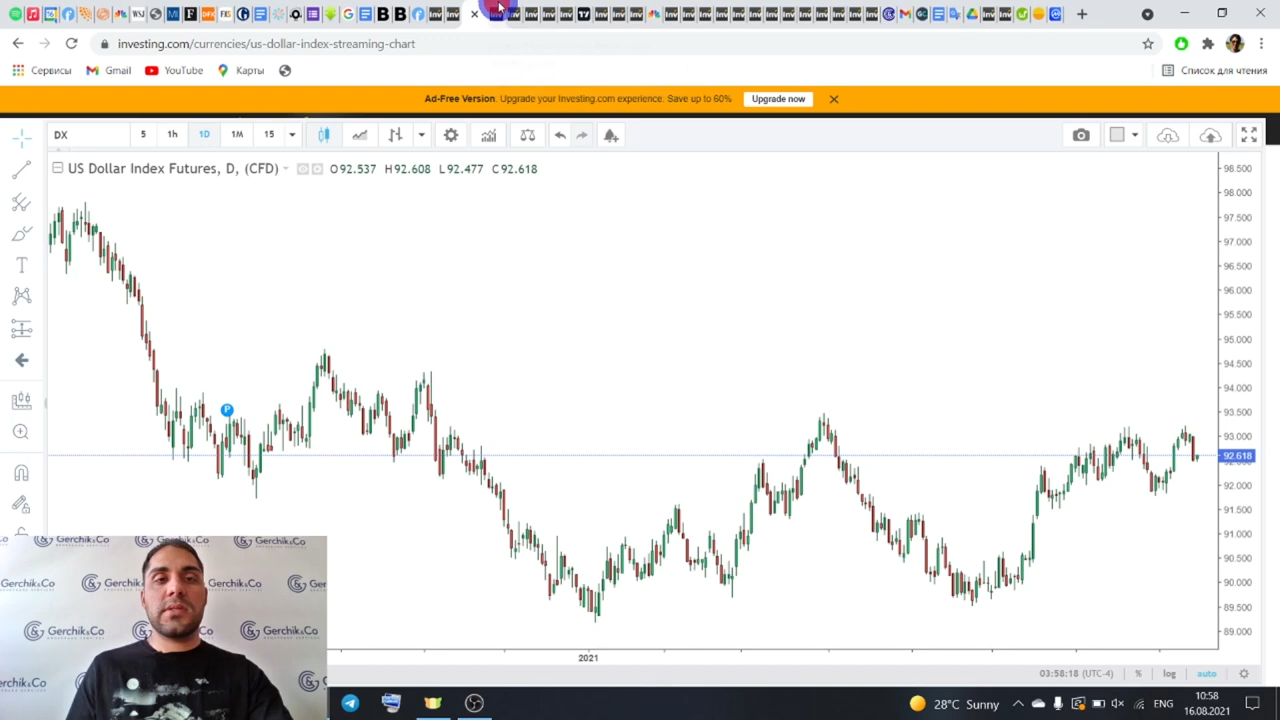 WSJ
investing.com/currencies/us-dollar-index-streaming-chart
Сервисы
Gmail
YouTube
Карты
Список для чтения
Ad-Free Version. Upgrade your Investing.com experience. Save up to 60%
Upgrade now
DX
5
1h
1D
1M
15
US Dollar Index Futures, D, (CFD)
O92.537 H92.608 L92.477 C92.618
98.500
98.000
97.500
97.000
96.500
96.000
95.500
95.000
94.500
94.000
93.500
93.000
92.618
92.000
91.500
91.000
90.500
90.000
89.500
89.000
P
2021
03:58:18 (UTC-4)
%
log
auto
Gerchik&Co
Gerchik&Co
Gerchik&Co
28°C Sunny
ENG
10:58
16.08.2021